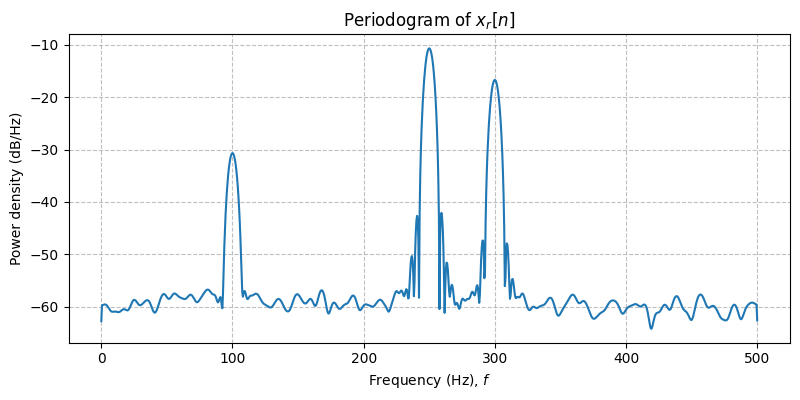 Periodogram of $x_r[n]$
Power density (dB/Hz)
−10
−20
−30
−40
−50
−60
0 100 200 300 400 500
Frequency (Hz), $f$